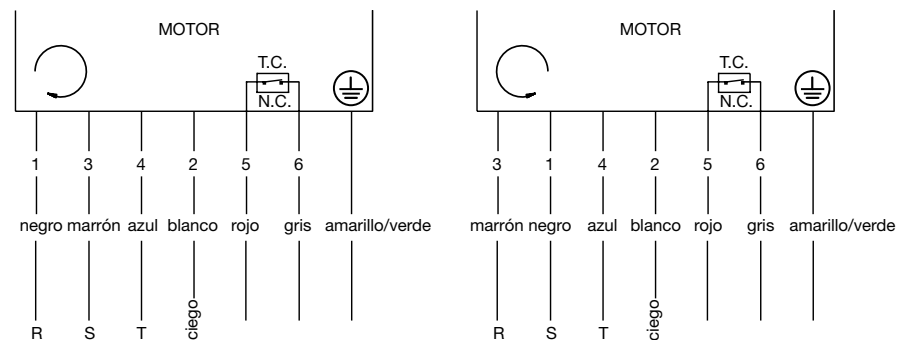 MOTOR
T.C.
N.C.
1 3 4 2 5 6
negro marrón azul blanco rojo gris amarillo/verde
ciego
R S T
MOTOR
T.C.
N.C.
3 1 4 2 5 6
marrón negro azul blanco rojo gris amarillo/verde
ciego
R S T